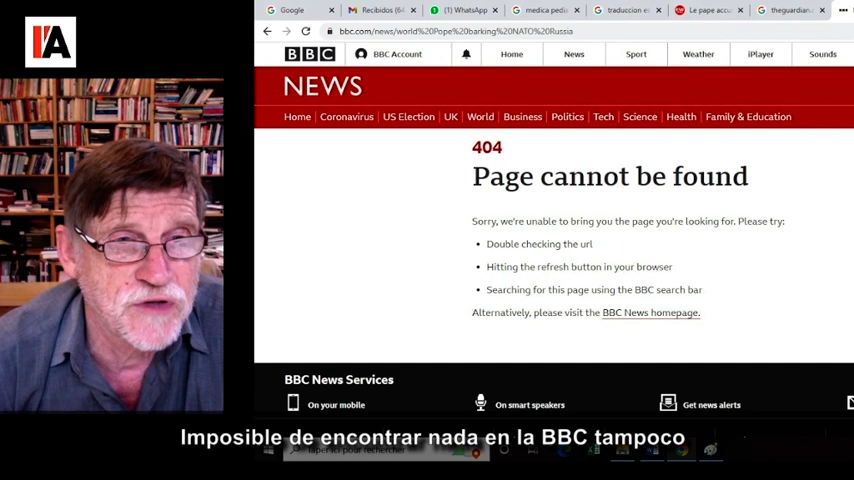 I'A
Google
Recibidos (64
(1) WhatsApp
medica pedi
traduccion es
Le pape accu
theguardian.
bbc.com/news/world%20Pope%20barking%20NATO%20Russia
BBC
BBC Account
Home
News
Sport
Weather
iPlayer
Sounds
NEWS
Home | Coronavirus | US Election | UK | World | Business | Politics | Tech | Science | Health | Family & Education
404
Page cannot be found
Sorry, we're unable to bring you the page you're looking for. Please try:
• Double checking the url
• Hitting the refresh button in your browser
• Searching for this page using the BBC search bar
Alternatively, please visit the BBC News homepage.
BBC News Services
On your mobile
On smart speakers
Get news alerts
Imposible de encontrar nada en la BBC tampoco
Taper ici pour rechercher